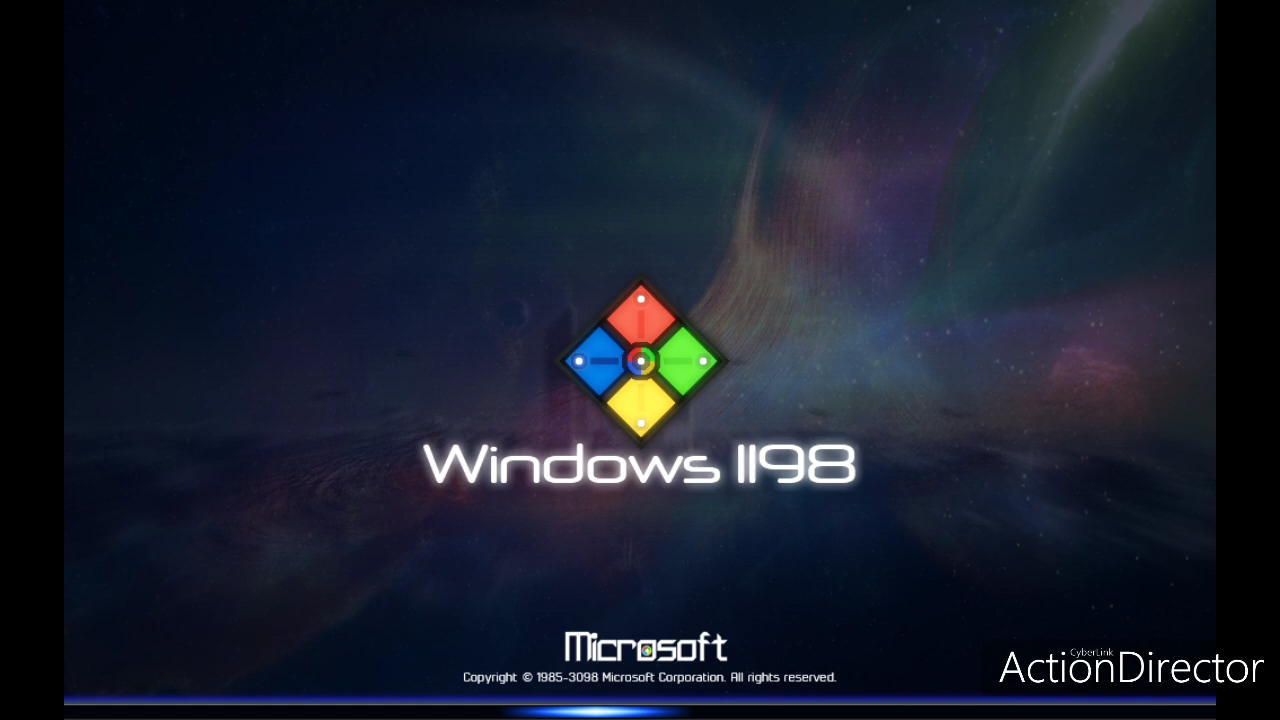 Windows 1198
Microsoft
Copyright © 1985-3098 Microsoft Corporation. All rights reserved.
CyberLink
ActionDirector